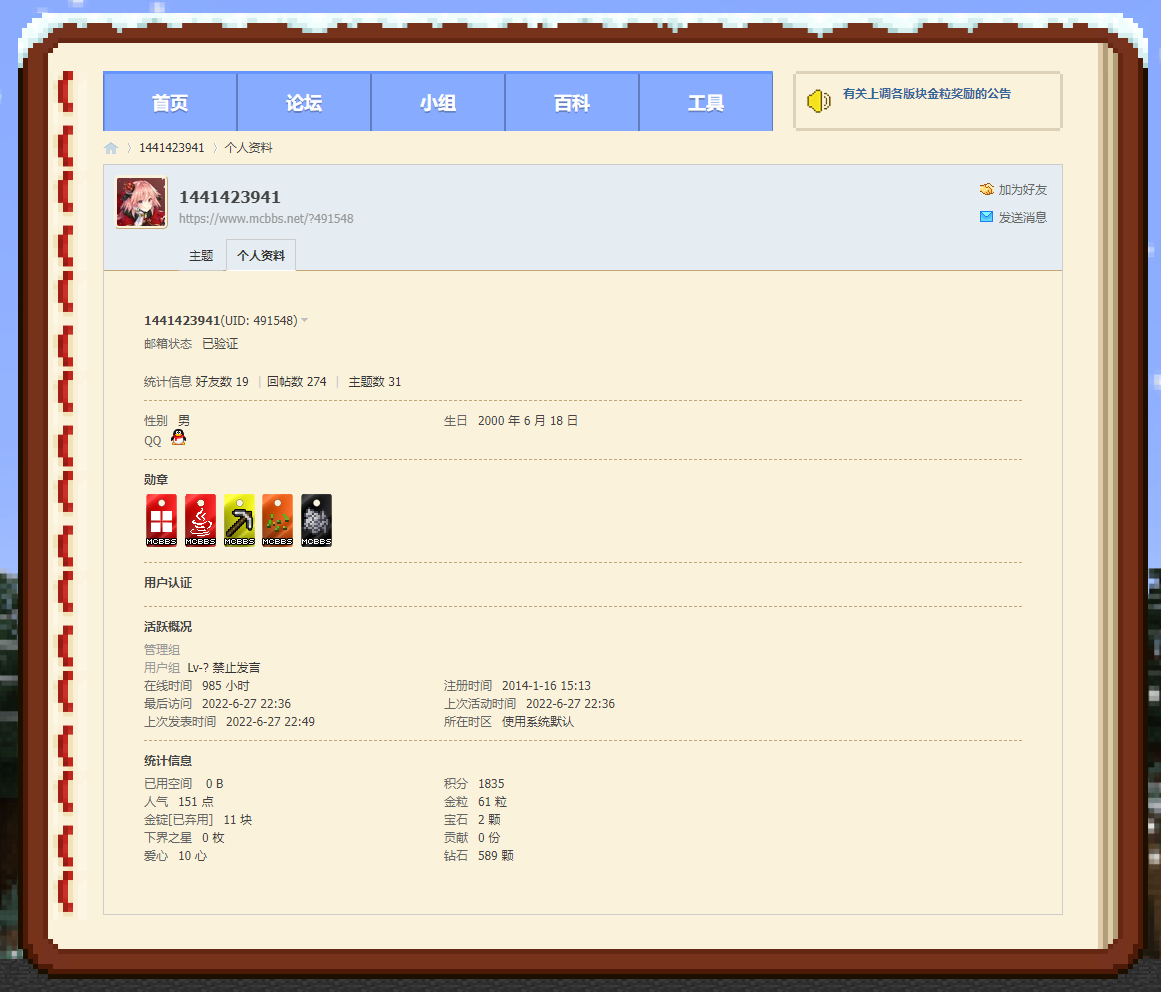 首页 论坛 小组 百科 工具
有关上调各版块金粒奖励的公告
1441423941 〉 个人资料
1441423941
https://www.mcbbs.net/?491548
加为好友
发送消息
主题 个人资料
1441423941(UID: 491548)
邮箱状态 已验证
统计信息 好友数 19 | 回帖数 274 | 主题数 31
性别 男 生日 2000 年 6 月 18 日
QQ
勋章
MCBBS MCBBS MCBBS MCBBS MCBBS
用户认证
活跃概况
管理组
用户组 Lv-? 禁止发言
在线时间 985 小时 注册时间 2014-1-16 15:13
最后访问 2022-6-27 22:36 上次活动时间 2022-6-27 22:36
上次发表时间 2022-6-27 22:49 所在时区 使用系统默认
统计信息
已用空间 0 B 积分 1835
人气 151 点 金粒 61 粒
金锭[已弃用] 11 块 宝石 2 颗
下界之星 0 枚 贡献 0 份
爱心 10 心 钻石 589 颗